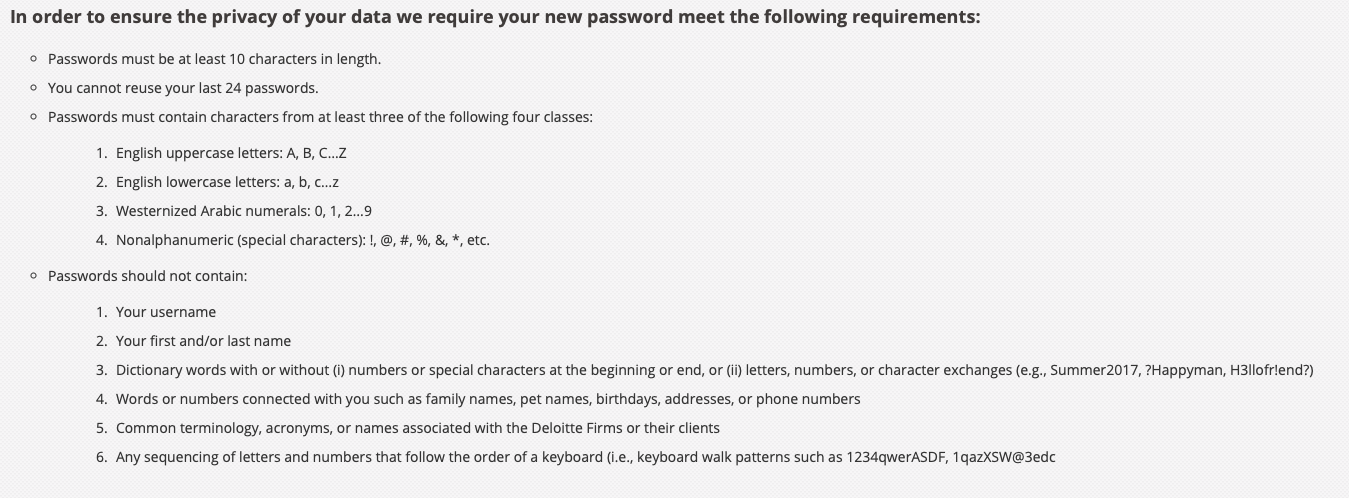 In order to ensure the privacy of your data we require your new password meet the following requirements:
Passwords must be at least 10 characters in length.
You cannot reuse your last 24 passwords.
Passwords must contain characters from at least three of the following four classes:
1. English uppercase letters: A, B, C...Z
2. English lowercase letters: a, b, c...z
3. Westernized Arabic numerals: 0, 1, 2...9
4. Nonalphanumeric (special characters): !, @, #, %, &, *, etc.
Passwords should not contain:
1. Your username
2. Your first and/or last name
3. Dictionary words with or without (i) numbers or special characters at the beginning or end, or (ii) letters, numbers, or character exchanges (e.g., Summer2017, ?Happyman, H3llofr!end?)
4. Words or numbers connected with you such as family names, pet names, birthdays, addresses, or phone numbers
5. Common terminology, acronyms, or names associated with the Deloitte Firms or their clients
6. Any sequencing of letters and numbers that follow the order of a keyboard (i.e., keyboard walk patterns such as 1234qwerASDF, 1qazXSW@3edc